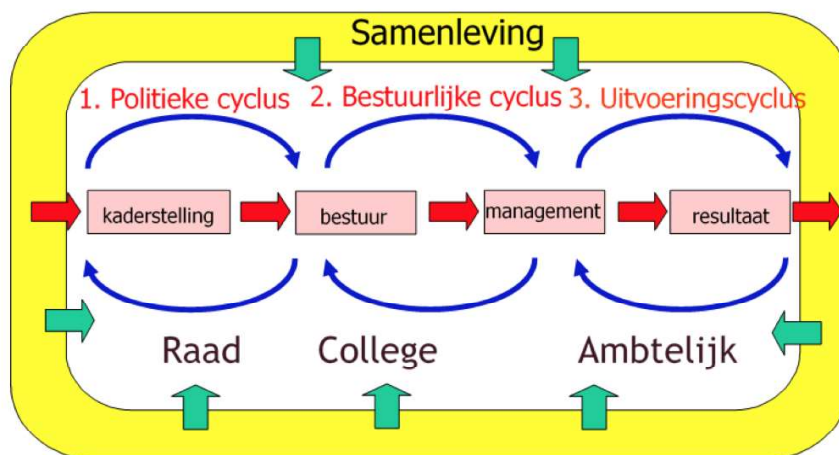 Samenleving
1. Politieke cyclus 2. Bestuurlijke cyclus 3. Uitvoeringscyclus
kaderstelling bestuur management resultaat
Raad College Ambtelijk